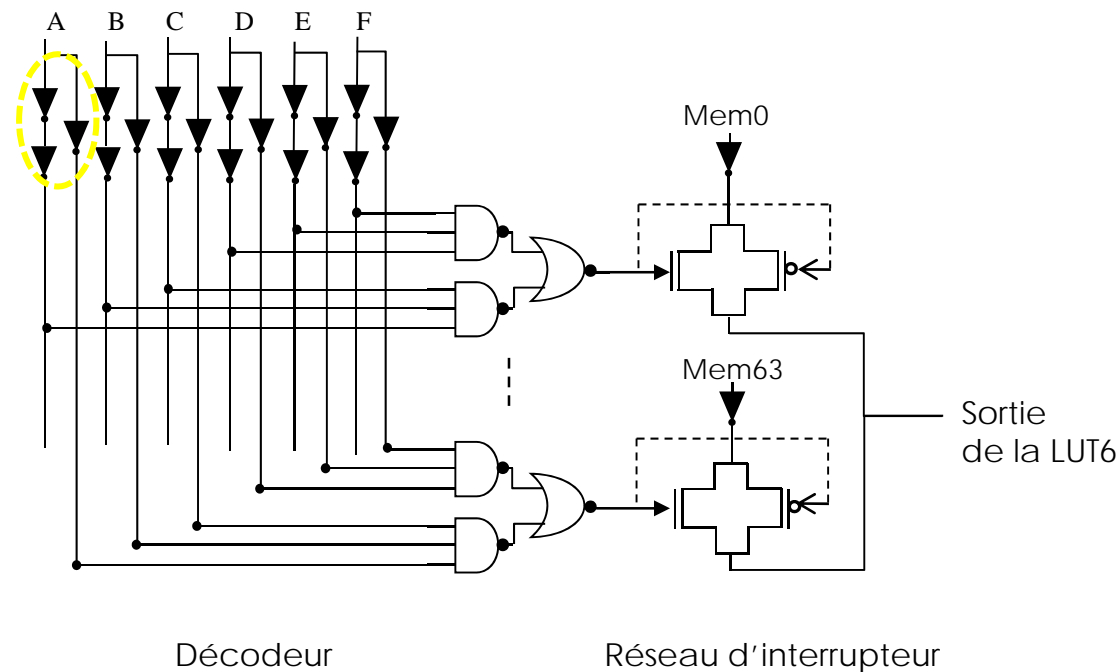 A B C D E F
Mem0
Mem63
Sortie
de la LUT6
Décodeur
Réseau d'interrupteur